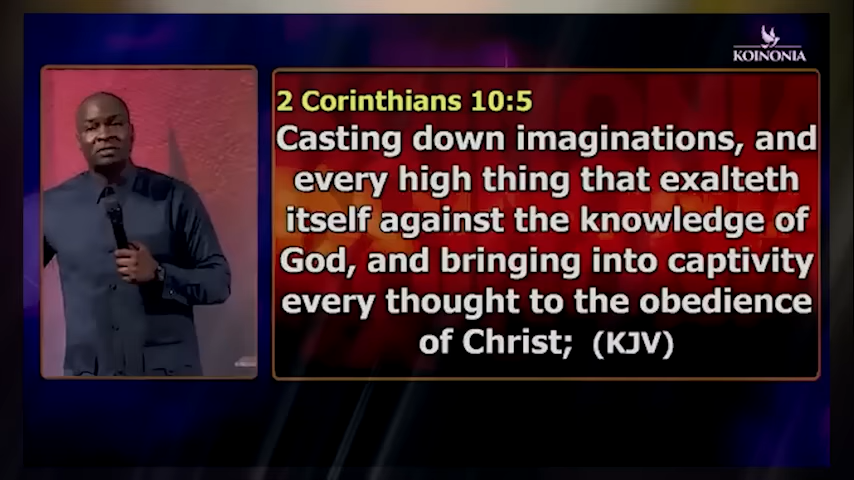 KOINONIA
2 Corinthians 10:5
Casting down imaginations, and
every high thing that exalteth
itself against the knowledge of
God, and bringing into captivity
every thought to the obedience
of Christ; (KJV)